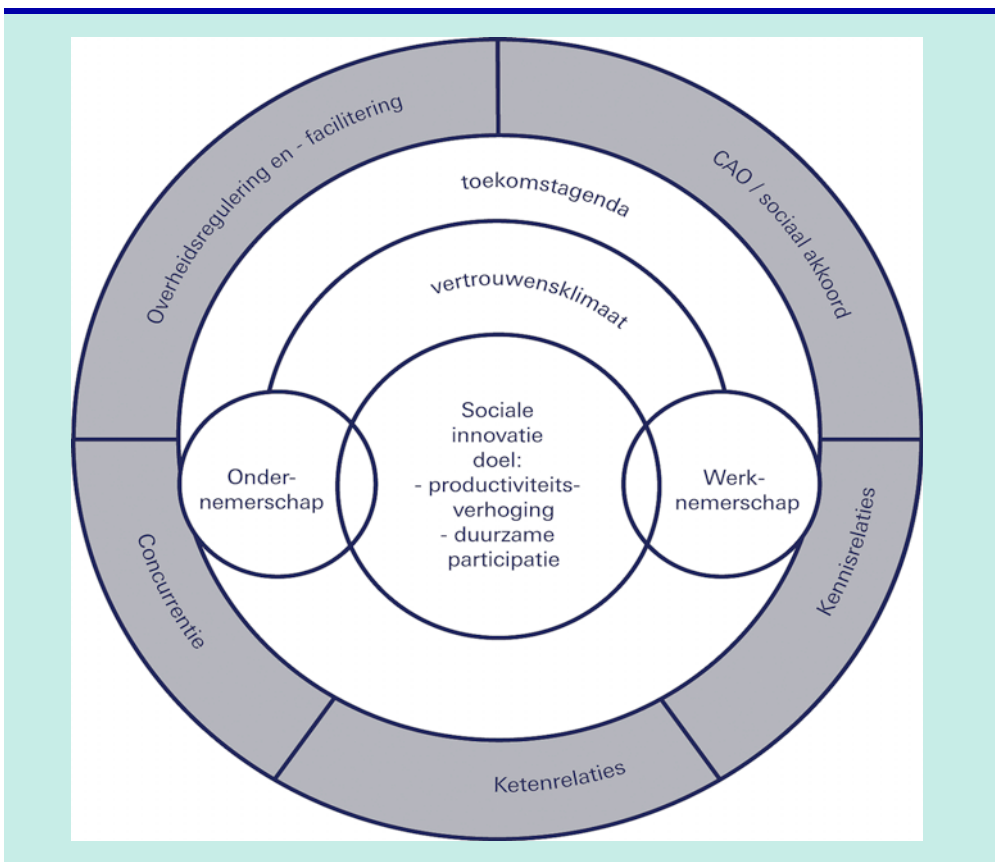 Overheidsregulering en - facilitering
CAO / sociaal akkoord
toekomstagenda
vertrouwensklimaat
Sociale
innovatie
doel:
- productiviteits-
verhoging
- duurzame
participatie
Onder-
nemerschap
Werk-
nemerschap
Concurrentie
Kennisrelaties
Ketenrelaties